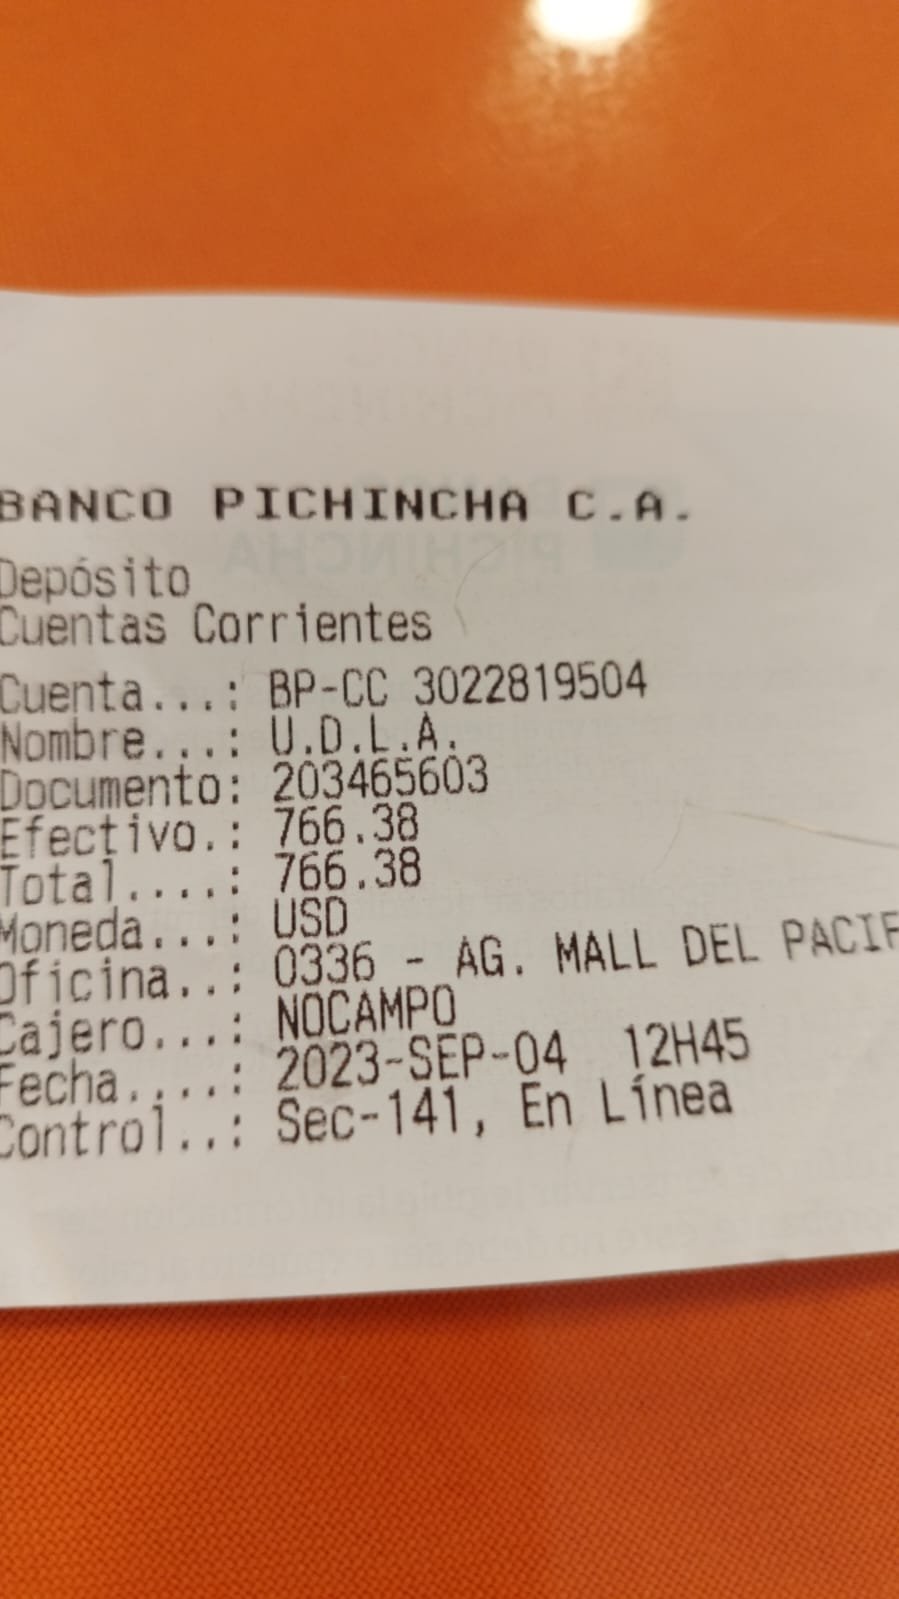 BANCO PICHINCHA C.A.
Depósito
Cuentas Corrientes
Cuenta...: BP-CC 3022819504
Nombre...: U.D.L.A.
Documento: 203465603
Efectivo.: 766.38
Total....: 766.38
Moneda...: USD
Oficina..: 0336 - AG. MALL DEL PACIF
Cajero...: NOCAMPO
Fecha....: 2023-SEP-04 12H45
Control..: Sec-141, En Línea